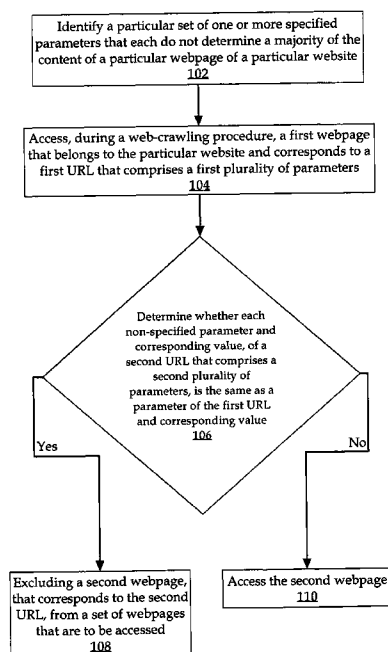 Identify a particular set of one or more specified
parameters that each do not determine a majority of the
content of a particular webpage of a particular website
102
Access, during a web-crawling procedure, a first webpage
that belongs to the particular website and corresponds to a
first URL that comprises a first plurality of parameters
104
Determine whether each
non-specified parameter and
corresponding value, of a
second URL that comprises a
second plurality of
parameters, is the same as a
parameter of the first URL
and corresponding value
106
Yes
No
Excluding a second webpage,
that corresponds to the second
URL, from a set of webpages
that are to be accessed
108
Access the second webpage
110